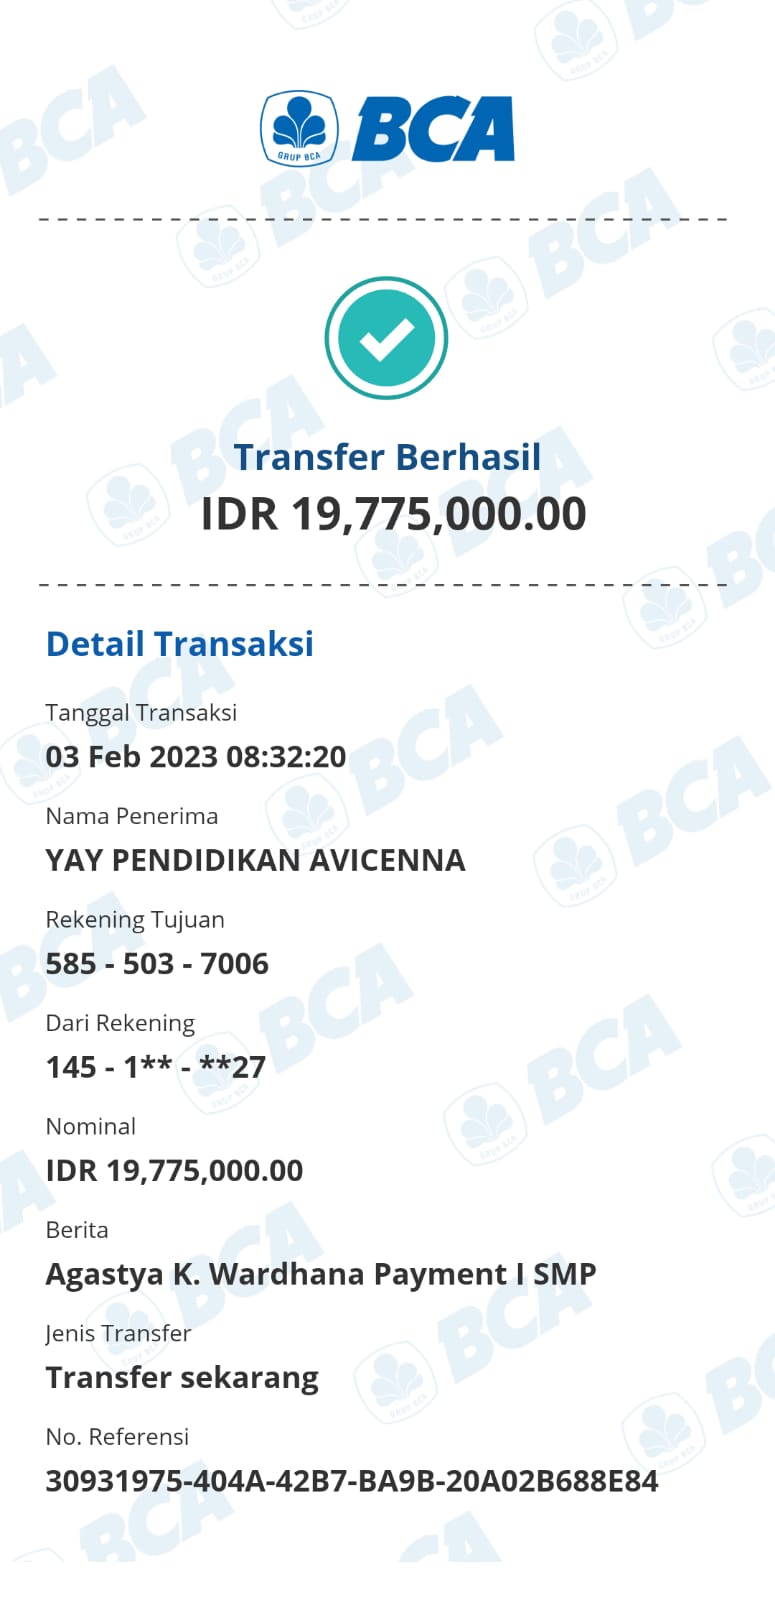 GRUP BCA
BCA
Transfer Berhasil
IDR 19,775,000.00
Detail Transaksi
Tanggal Transaksi
03 Feb 2023 08:32:20
Nama Penerima
YAY PENDIDIKAN AVICENNA
Rekening Tujuan
585 - 503 - 7006
Dari Rekening
145 - 1** - **27
Nominal
IDR 19,775,000.00
Berita
Agastya K. Wardhana Payment I SMP
Jenis Transfer
Transfer sekarang
No. Referensi
30931975-404A-42B7-BA9B-20A02B688E84